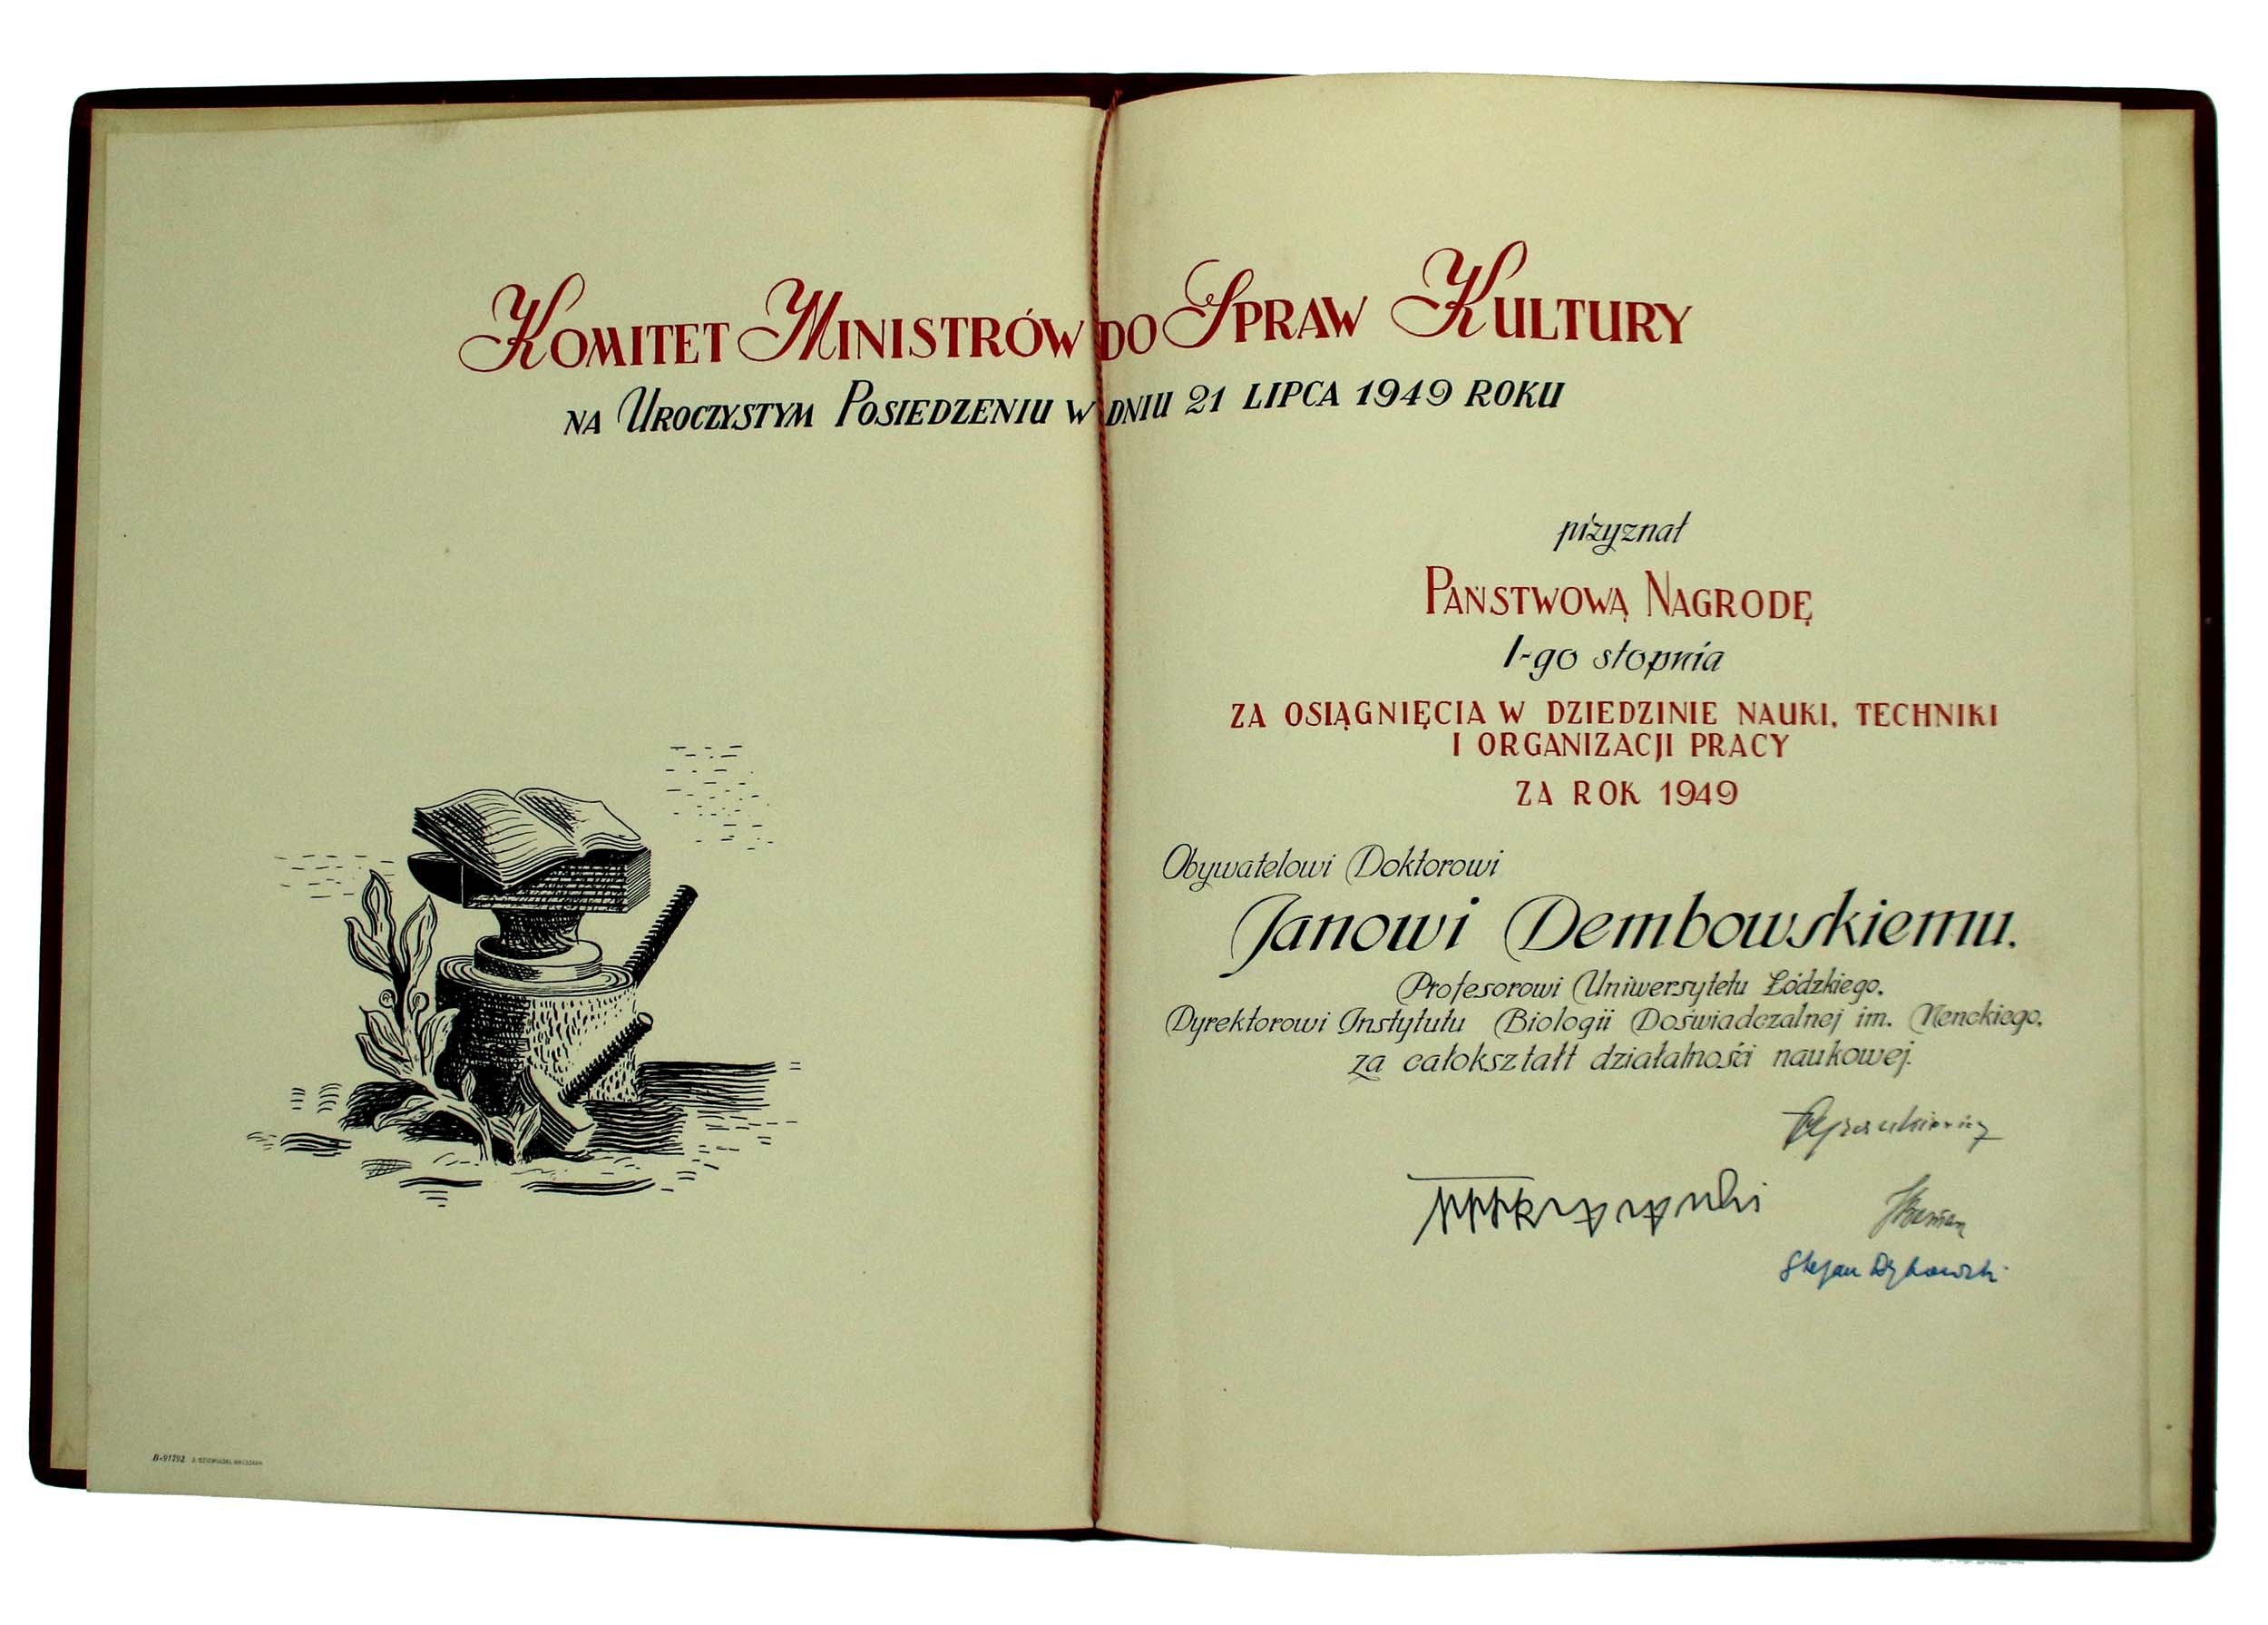 KOMITET MINISTRÓW DO SPRAW KULTURY
NA UROCZYSTYM POSIEDZENIU W DNIU 21 LIPCA 1949 ROKU
przyznał
PAŃSTWOWĄ NAGRODĘ
I-go stopnia
ZA OSIĄGNIĘCIA W DZIEDZINIE NAUKI, TECHNIKI
I ORGANIZACJI PRACY
ZA ROK 1949
Obywatelowi Doktorowi
Janowi Dembowskiemu.
Profesorowi Uniwersytetu Łódzkiego,
Dyrektorowi Instytutu Biologii Doświadczalnej im. Nenckiego,
za całokształt działalności naukowej.
Stefan Dybowski
B-91792